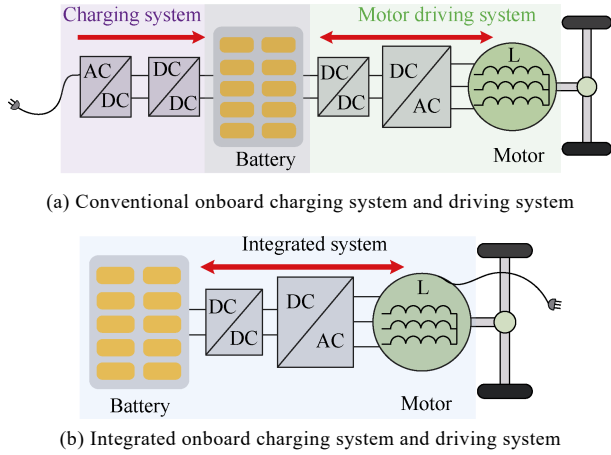 Charging system
Motor driving system
AC
DC
DC
DC
DC
DC
DC
AC
L
Battery
Motor
(a) Conventional onboard charging system and driving system
Integrated system
DC
DC
DC
AC
L
Battery
Motor
(b) Integrated onboard charging system and driving system